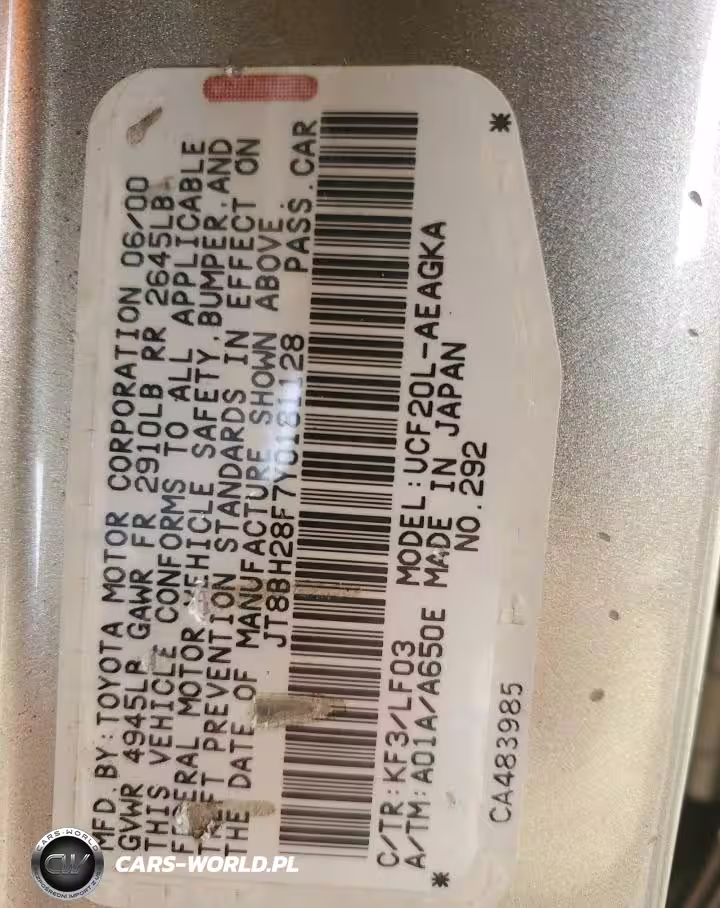 MFD. BY: TOYOTA MOTOR CORPORATION 06/00
GVWR 4945LB GAWR FR 2910LB RR 2645LB
THIS VEHICLE CONFORMS TO ALL APPLICABLE
FEDERAL MOTOR VEHICLE SAFETY, BUMPER, AND
THEFT PREVENTION STANDARDS IN EFFECT ON
THE DATE OF MANUFACTURE SHOWN ABOVE.
JT8BH28F7Y0181128 PASS. CAR
C/TR: KF3/LF03 MODEL: UCF20L-AEAGKA
A/TM: A01A/A650E MADE IN JAPAN
NO. 292
CA483985
CARS-WORLD
CW
CARS-WORLD.PL